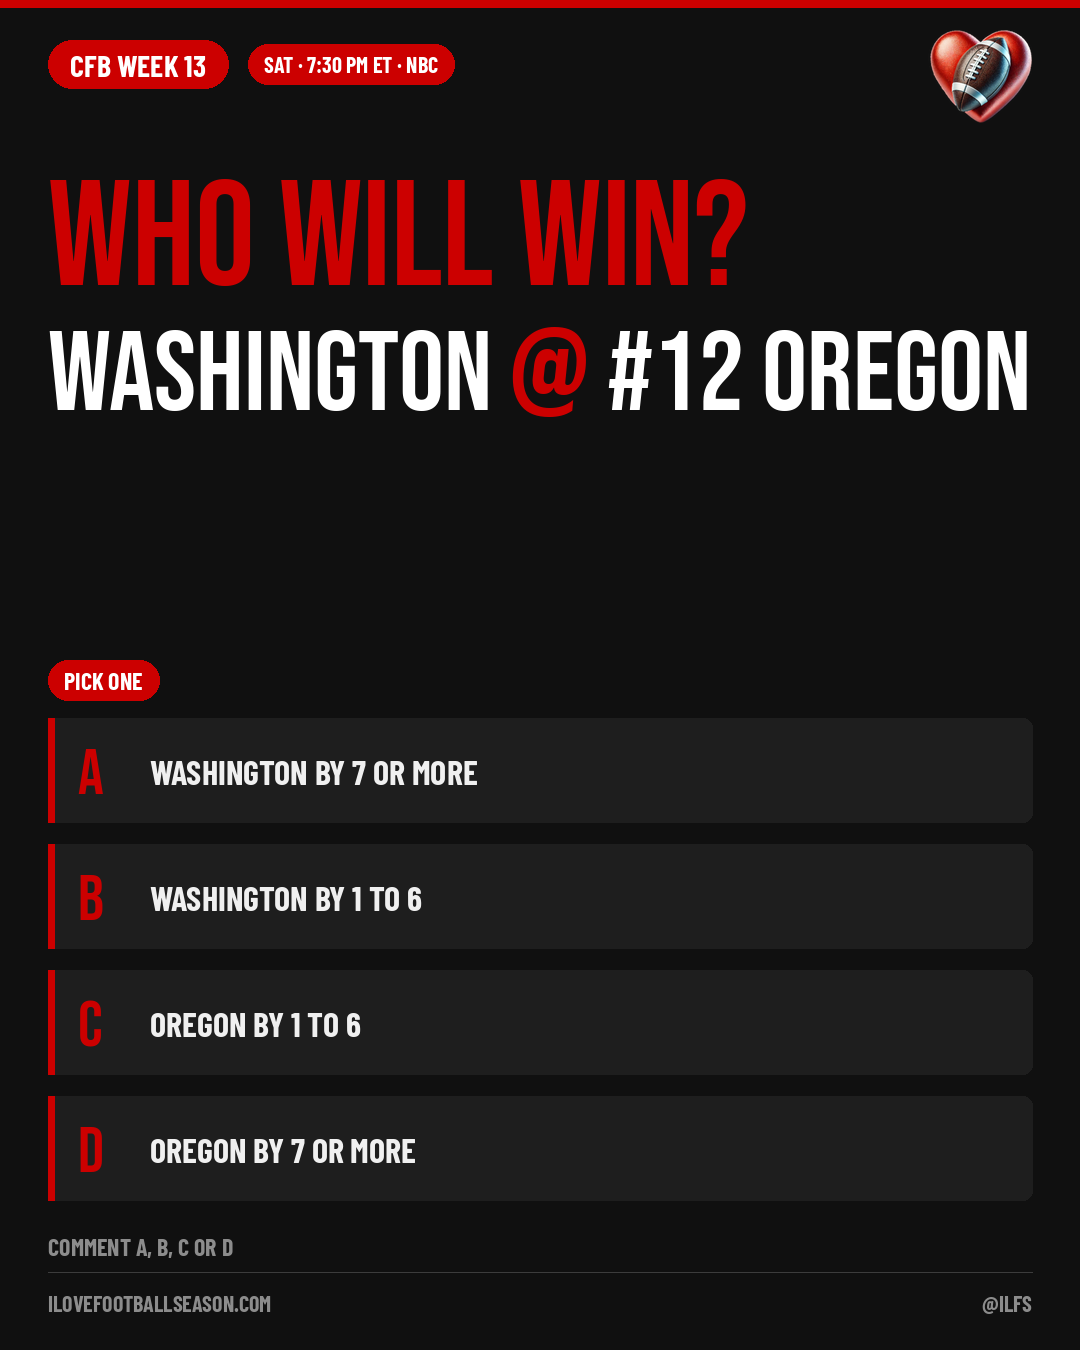 CFB WEEK 13
SAT · 7:30 PM ET · NBC
WHO WILL WIN?
WASHINGTON @ #12 OREGON
PICK ONE
A WASHINGTON BY 7 OR MORE
B WASHINGTON BY 1 TO 6
C OREGON BY 1 TO 6
D OREGON BY 7 OR MORE
COMMENT A, B, C OR D
ILOVEFOOTBALLSEASON.COM
@ILFS